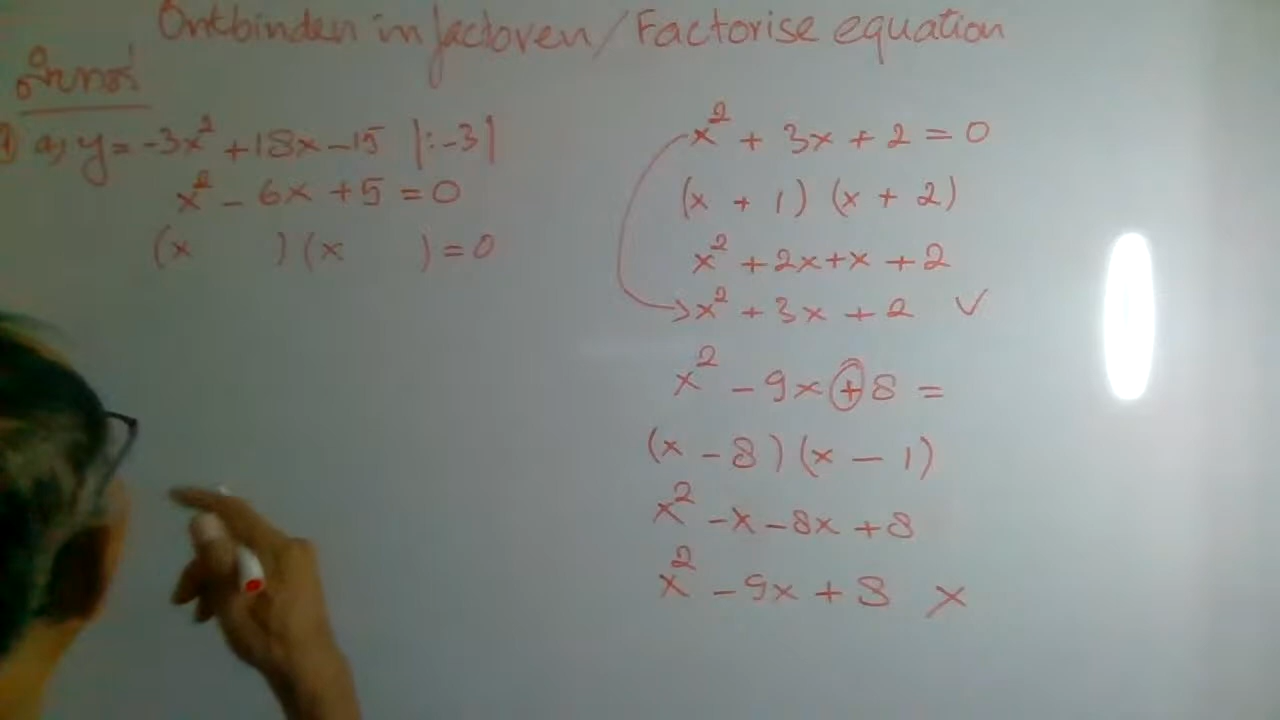 Ontbinden in factoren / Factorise equation
1 a, y = -3x² + 18x - 15 |: -3|
x² - 6x + 5 = 0
(x ) (x ) = 0
x² + 3x + 2 = 0
(x + 1) (x + 2)
x² + 2x + x + 2
x² + 3x + 2 ✓
x² - 9x + 8 =
(x - 8) (x - 1)
x² - x - 8x + 8
x² - 9x + 8 x